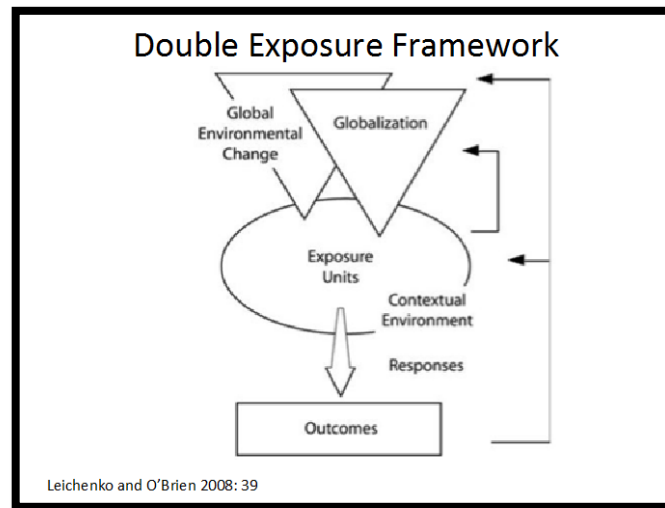 Double Exposure Framework
Global
Environmental
Change
Globalization
Exposure
Units
Contextual
Environment
Responses
Outcomes
Leichenko and O’Brien 2008: 39